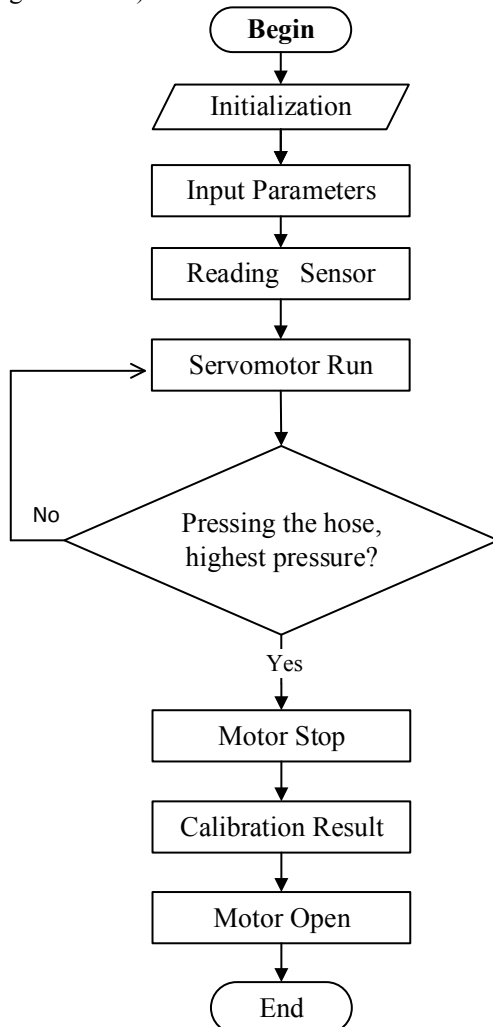 Begin
Initialization
Input Parameters
Reading Sensor
Servomotor Run
No
Pressing the hose,
highest pressure?
Yes
Motor Stop
Calibration Result
Motor Open
End